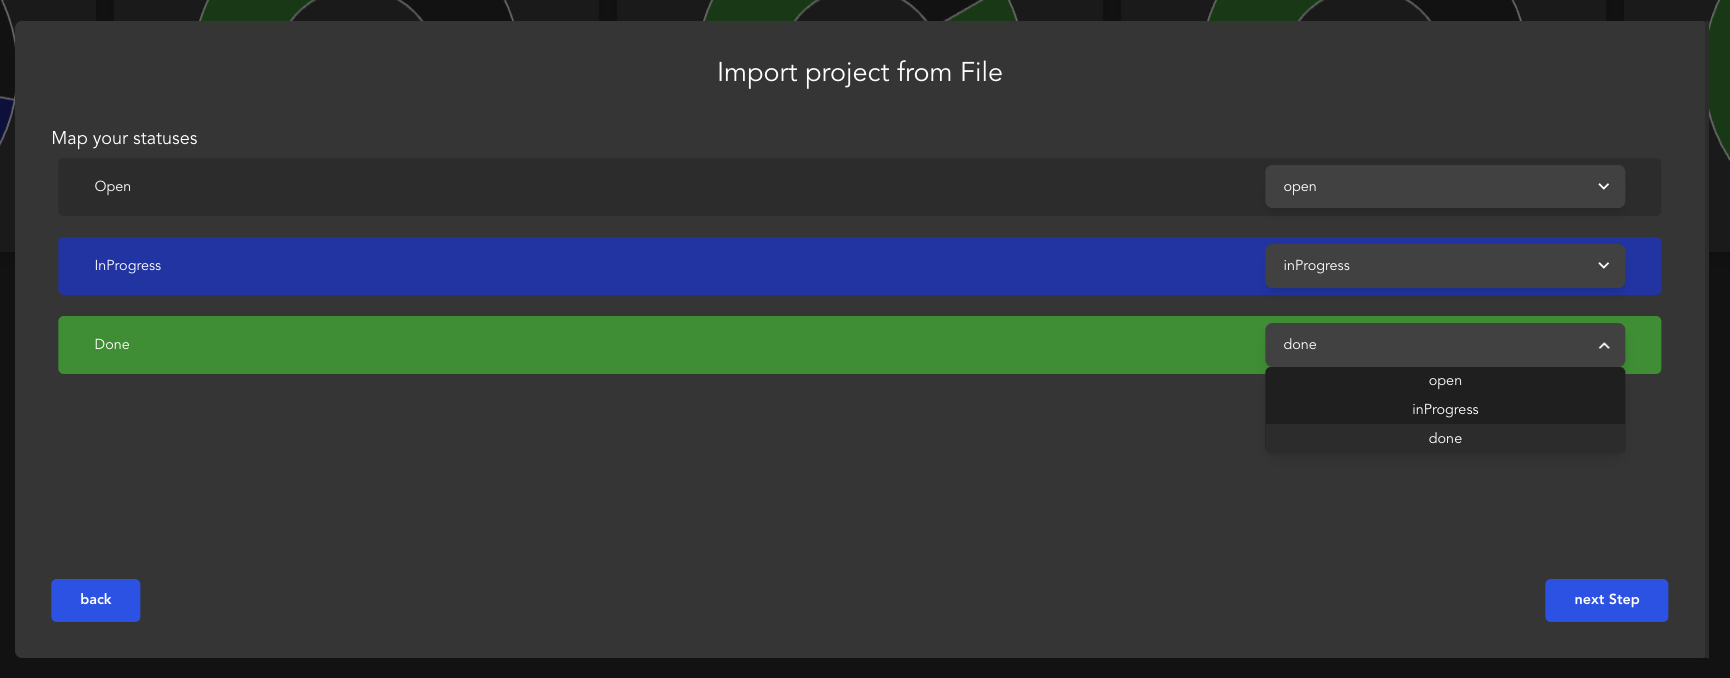 Import project from File
Map your statuses
Open
open
InProgress
inProgress
Done
done
open
inProgress
done
back
next Step